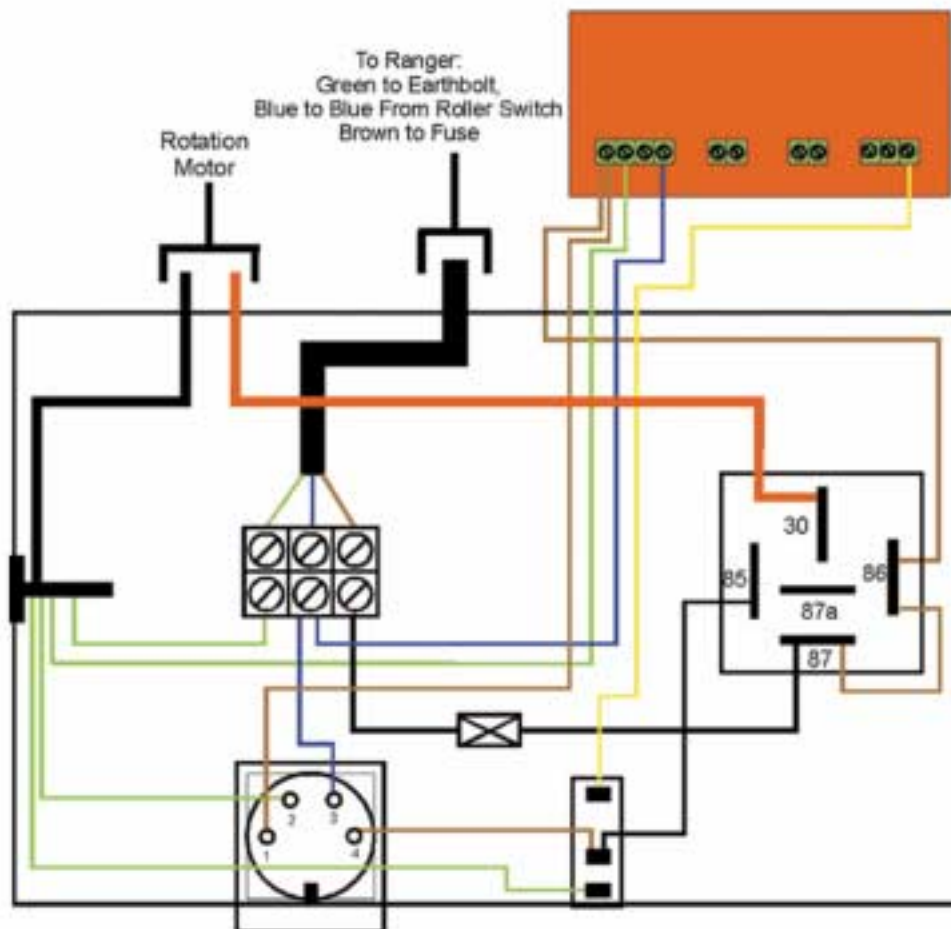 To Ranger:
Green to Earthbolt,
Blue to Blue From Roller Switch
Brown to Fuse
Rotation
Motor
30
85
86
87a
87
2
3
1
4